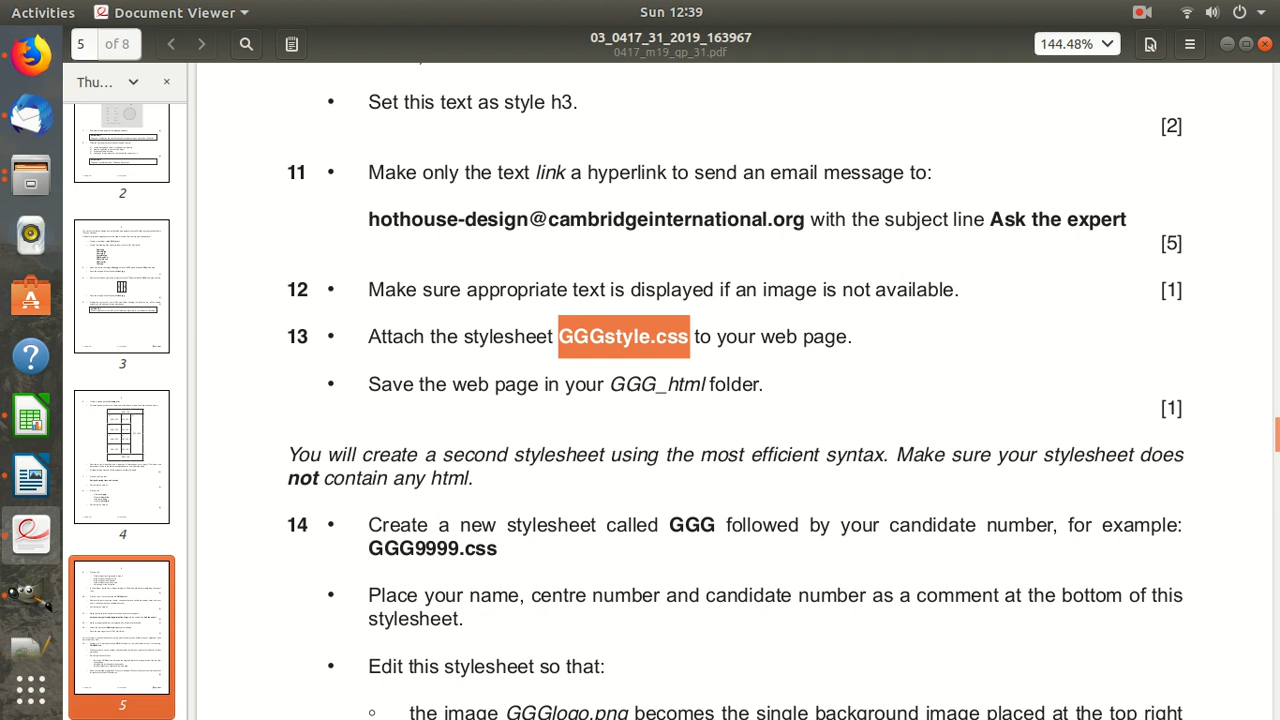 Activities Document Viewer Sun 12:39
5 of 8 03_0417_31_2019_163967 144.48%
0417_m19_qp_31.pdf
Thu...
2
3
4
5
• Set this text as style h3.
[2]
11 • Make only the text link a hyperlink to send an email message to:
hothouse-design@cambridgeinternational.org with the subject line Ask the expert
[5]
12 • Make sure appropriate text is displayed if an image is not available. [1]
13 • Attach the stylesheet GGGstyle.css to your web page.
• Save the web page in your GGG_html folder.
[1]
You will create a second stylesheet using the most efficient syntax. Make sure your stylesheet does
not contain any html.
14 • Create a new stylesheet called GGG followed by your candidate number, for example:
GGG9999.css
• Place your name, centre number and candidate number as a comment at the bottom of this
stylesheet.
• Edit this stylesheet so that:
○ the image GGGlogo.png becomes the single background image placed at the top right